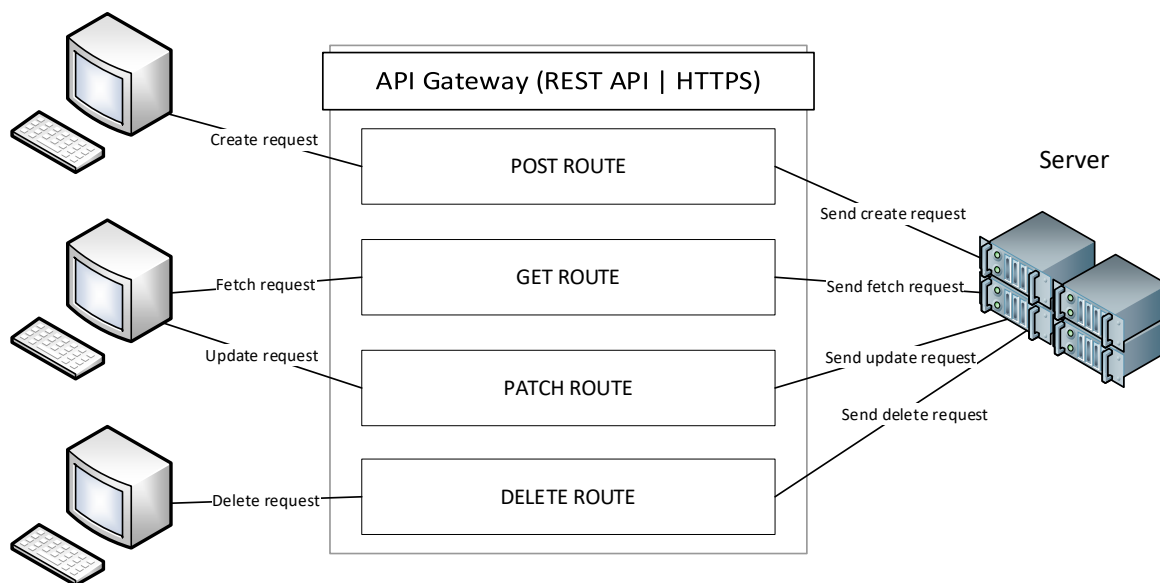 API Gateway (REST API | HTTPS)
Create request
POST ROUTE
Server
Send create request
Fetch request
GET ROUTE
Send fetch request
Update request
PATCH ROUTE
Send update request
Send delete request
Delete request
DELETE ROUTE